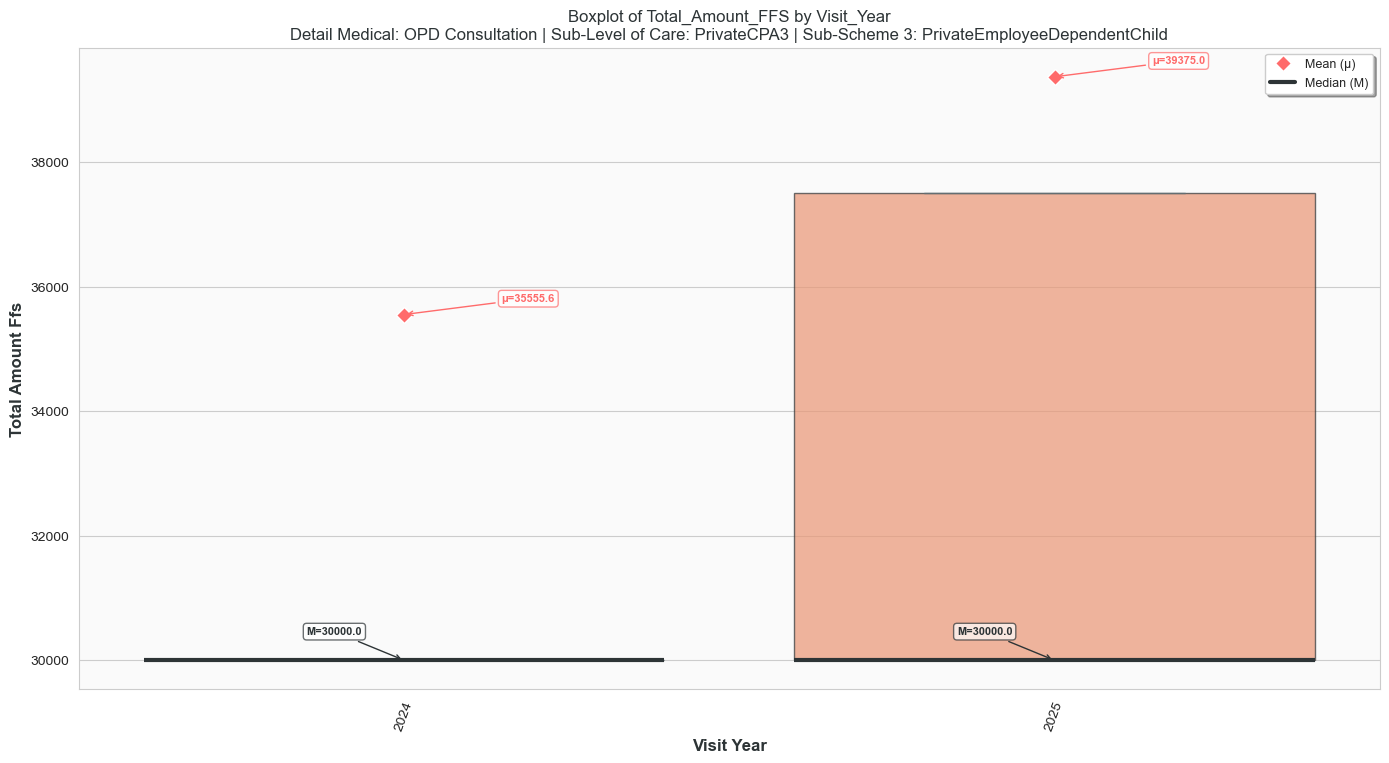 Boxplot of Total_Amount_FFS by Visit_Year
Detail Medical: OPD Consultation | Sub-Level of Care: PrivateCPA3 | Sub-Scheme 3: PrivateEmployeeDependentChild
μ=39375.0
Mean (μ)
Median (M)
38000
36000
μ=35555.6
34000
32000
M=30000.0
M=30000.0
30000
Total Amount Ffs
2024
2025
Visit Year